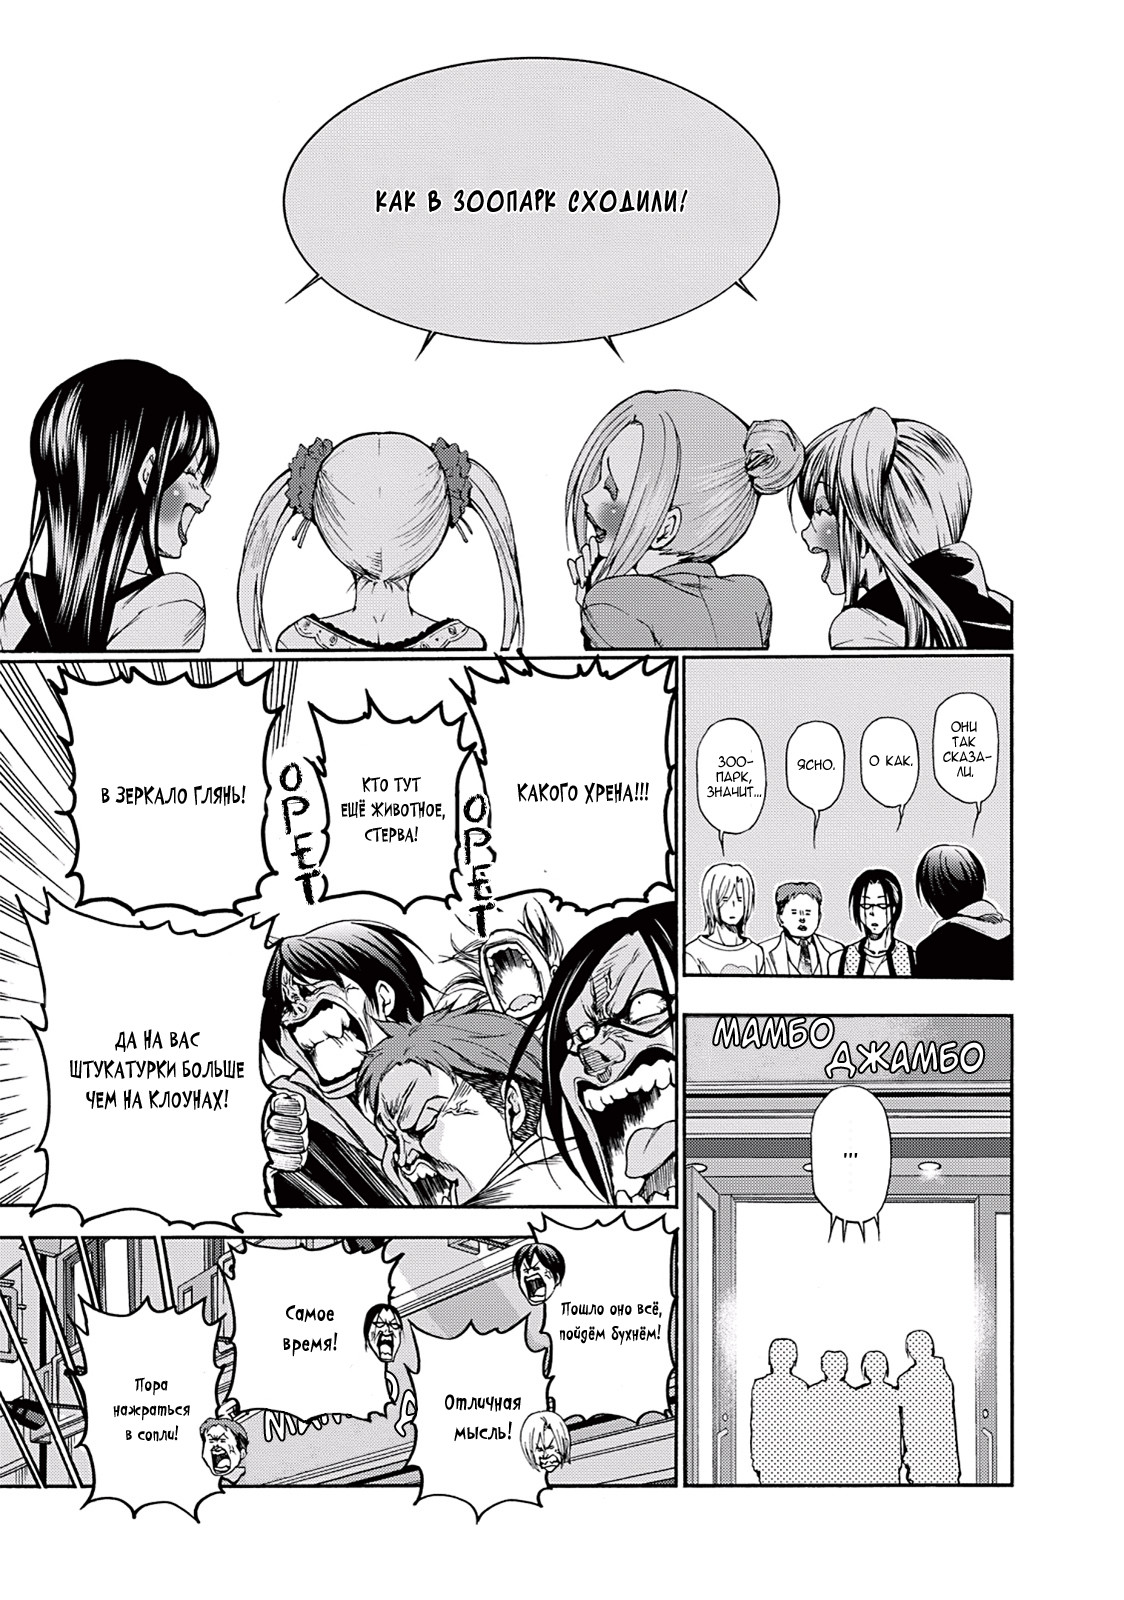 КАК В ЗООПАРК СХОДИЛИ!
ОНИ
ТАК
СКАЗА-
ЛИ.
О КАК.
ЯСНО.
ЗОО-
ПАРК,
ЗНАЧИТ...
МАМБО
ДЖАМБО
...
КАКОГО ХРЕНА!!!
ОРЕТ
КТО ТУТ
ЕЩЁ ЖИВОТНОЕ,
СТЕРВА!
ОРЕТ
В ЗЕРКАЛО ГЛЯНЬ!
ДА НА ВАС
ШТУКАТУРКИ БОЛЬШЕ
ЧЕМ НА КЛОУНАХ!
Пошло оно всё,
пойдём бухнём!
Отличная
мысль!
Самое
время!
Пора
нажраться
в сопли!